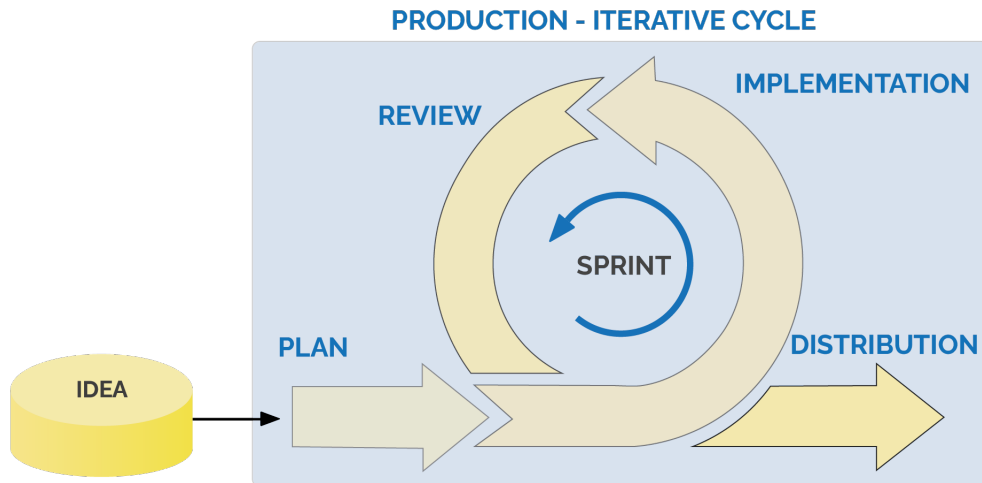 PRODUCTION - ITERATIVE CYCLE
IMPLEMENTATION
REVIEW
SPRINT
PLAN
DISTRIBUTION
IDEA